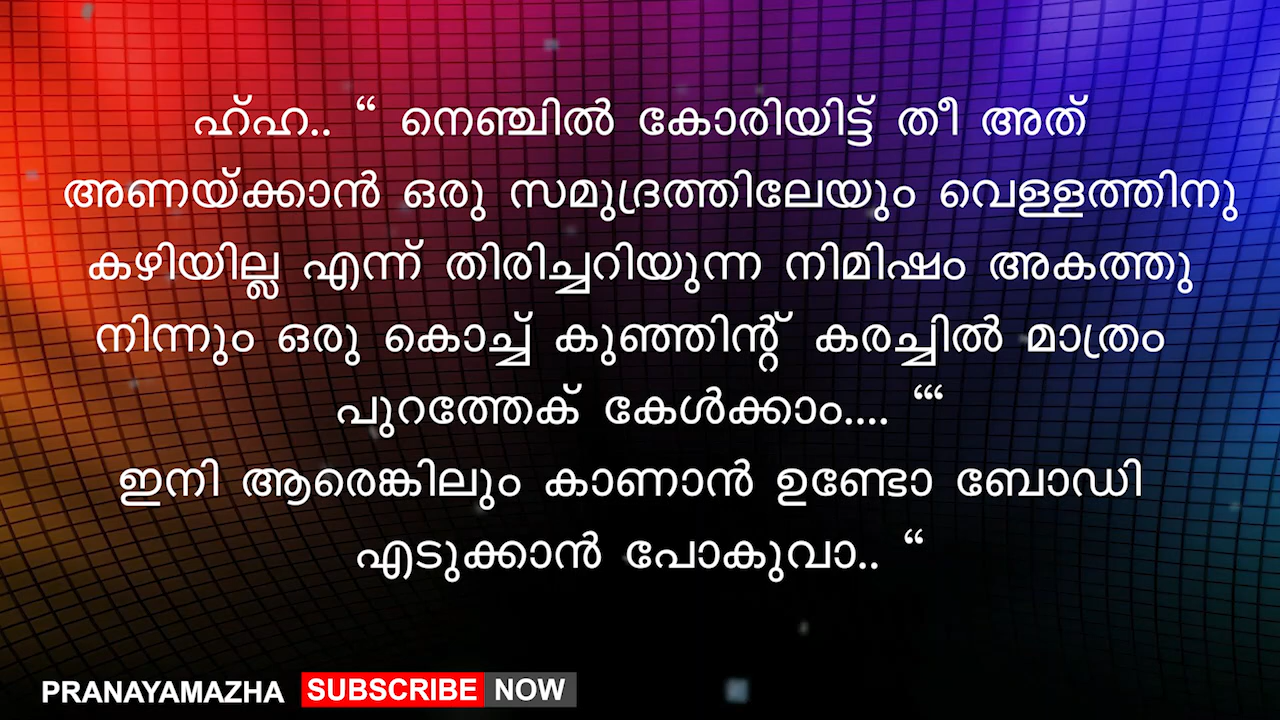 ഹ്ഹ.. “ നെഞ്ചിൽ കോരിയിട്ട് തീ അത്
അണയ്ക്കാൻ ഒരു സമുദ്രത്തിലേയും വെള്ളത്തിനു
കഴിയില്ല എന്ന് തിരിച്ചറിയുന്ന നിമിഷം അകത്തു
നിന്നും ഒരു കൊച്ച് കുഞ്ഞിന്റ് കരച്ചിൽ മാത്രം
പുറത്തേക് കേൾക്കാം.... “‘
ഇനി ആരെങ്കിലും കാണാൻ ഉണ്ടോ ബോഡി
എടുക്കാൻ പോകുവാ.. “
PRANAYAMAZHA SUBSCRIBE NOW